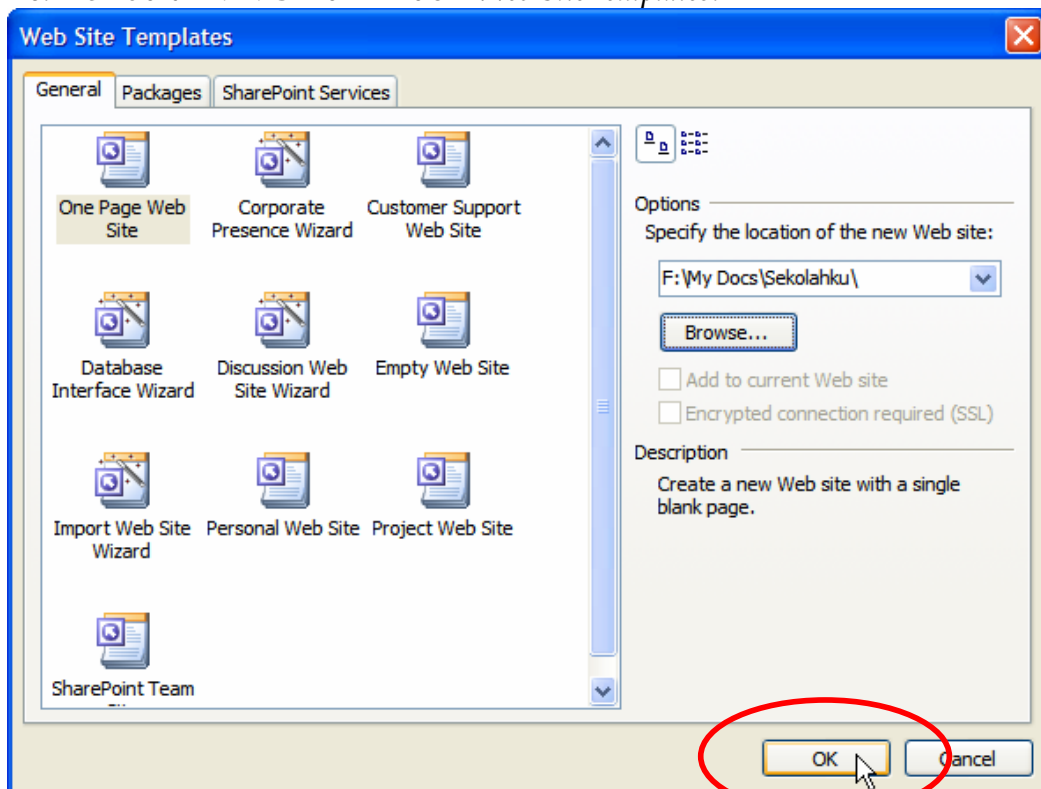 Web Site Templates
General Packages SharePoint Services
One Page Web
Site
Corporate
Presence Wizard
Customer Support
Web Site
Database
Interface Wizard
Discussion Web
Site Wizard
Empty Web Site
Import Web Site
Wizard
Personal Web Site
Project Web Site
SharePoint Team
Options
Specify the location of the new Web site:
F:\My Docs\Sekolahku\
Browse...
Add to current Web site
Encrypted connection required (SSL)
Description
Create a new Web site with a single
blank page.
OK Cancel